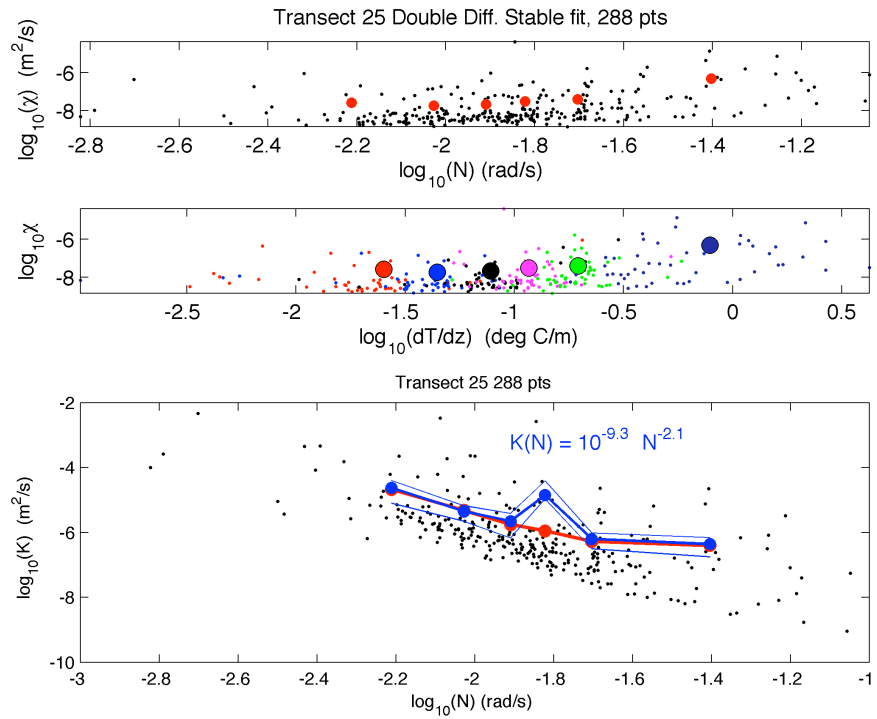 Transect 25 Double Diff. Stable fit, 288 pts
log10(χ) (m2/s)
-6
-8
-2.8 -2.6 -2.4 -2.2 -2 -1.8 -1.6 -1.4 -1.2
log10(N) (rad/s)
log10χ
-6
-8
-2.5 -2 -1.5 -1 -0.5 0 0.5
log10(dT/dz) (deg C/m)
Transect 25 288 pts
log10(K) (m2/s)
-2
K(N) = 10-9.3 N-2.1
-4
-6
-8
-10
-3 -2.8 -2.6 -2.4 -2.2 -2 -1.8 -1.6 -1.4 -1.2 -1
log10(N) (rad/s)